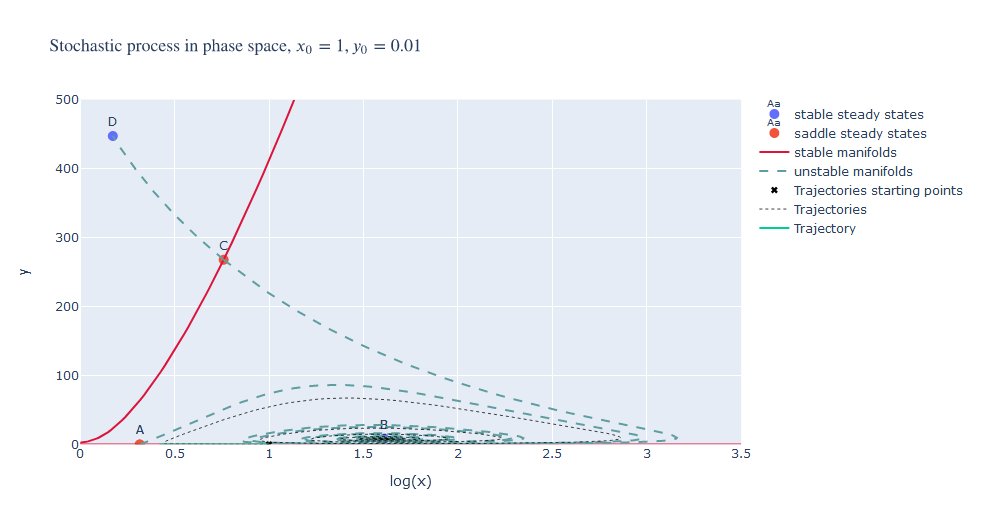 Stochastic process in phase space, x₀ = 1, y₀ = 0.01
500
400
300
200
100
0
y
D
C
A
B
0
0.5
1
1.5
2
2.5
3
3.5
log(x)
Aa
stable steady states
Aa
saddle steady states
stable manifolds
unstable manifolds
Trajectories starting points
Trajectories
Trajectory